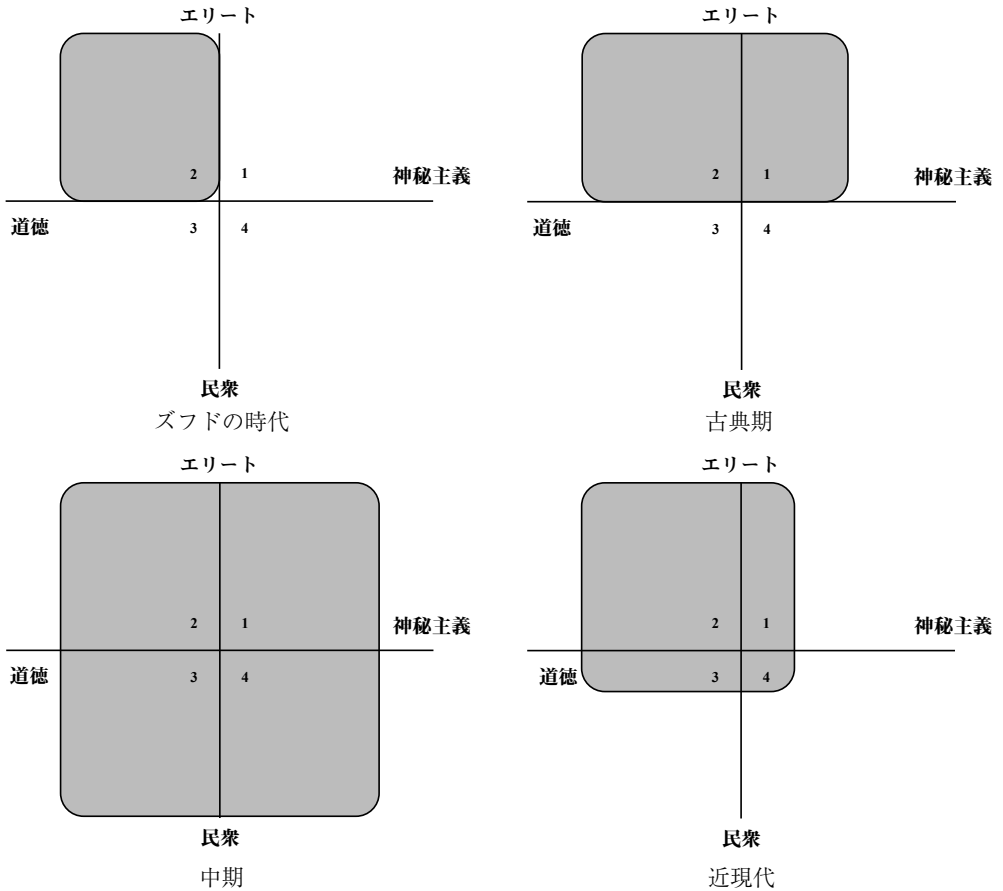 エリート
2 1
神秘主義
道徳
3 4
民衆
ズフドの時代
エリート
2 1
神秘主義
道徳
3 4
民衆
古典期
エリート
2 1
神秘主義
道徳
3 4
民衆
中期
エリート
2 1
神秘主義
道徳
3 4
民衆
近現代